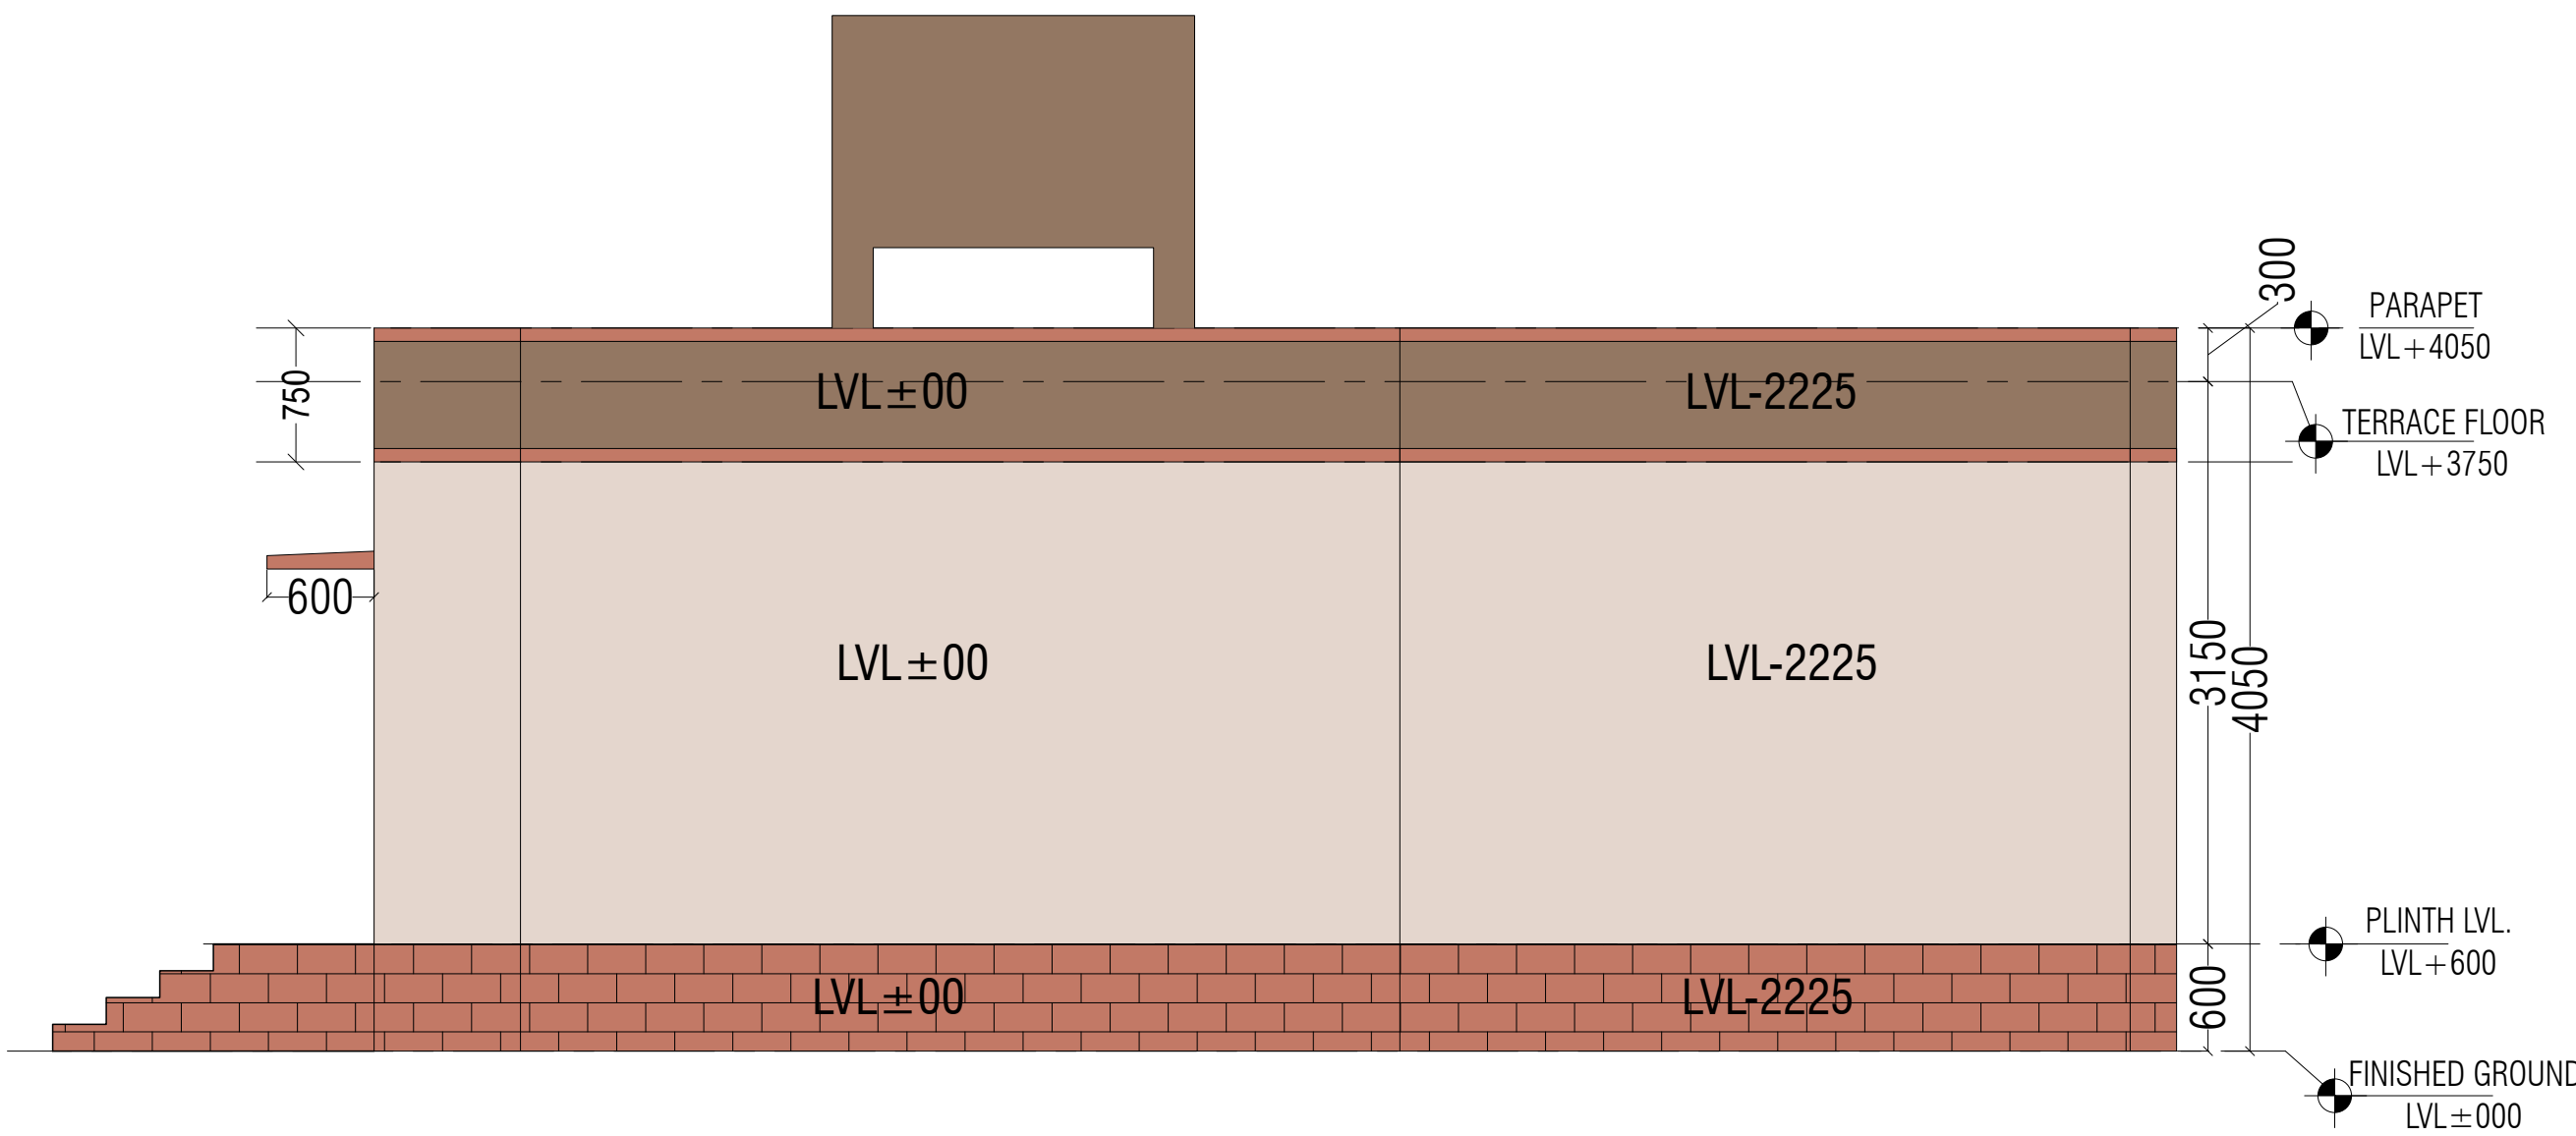 300
PARAPET
LVL+4050
750
LVL±00
LVL-2225
TERRACE FLOOR
LVL+3750
600
LVL±00
LVL-2225
3150
4050
PLINTH LVL.
LVL+600
LVL±00
LVL-2225
600
FINISHED GROUND
LVL±000